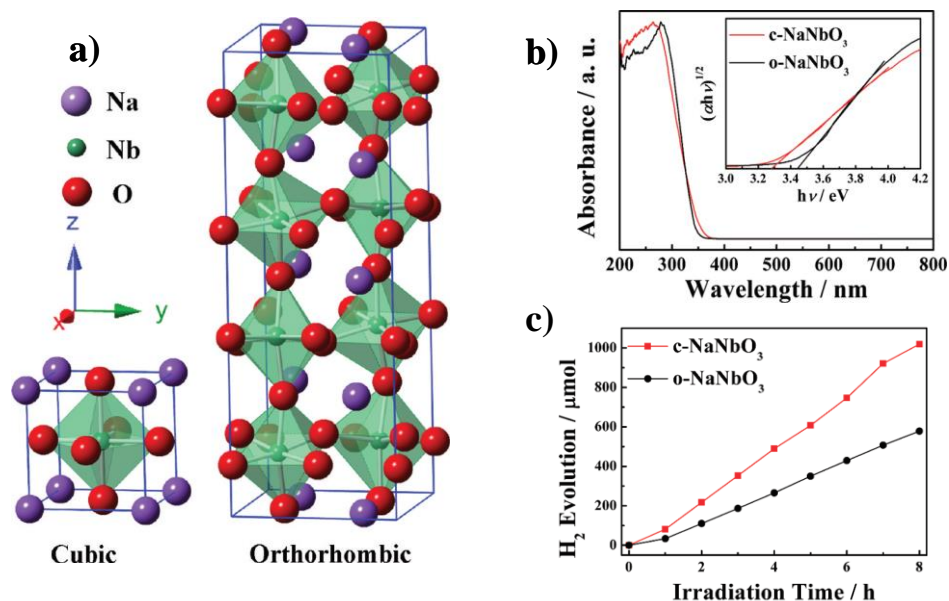 a)
Na
Nb
O
z
x
y
Cubic
Orthorhombic
b)
Absorbance / a. u.
200 300 400 500 600 700 800
Wavelength / nm
c-NaNbO₃
o-NaNbO₃
(αhν)¹/²
3.0 3.2 3.4 3.6 3.8 4.0 4.2
hν / eV
c)
H₂ Evolution / μmol
1000
800
600
400
200
0
c-NaNbO₃
o-NaNbO₃
0 2 4 6 8
Irradiation Time / h